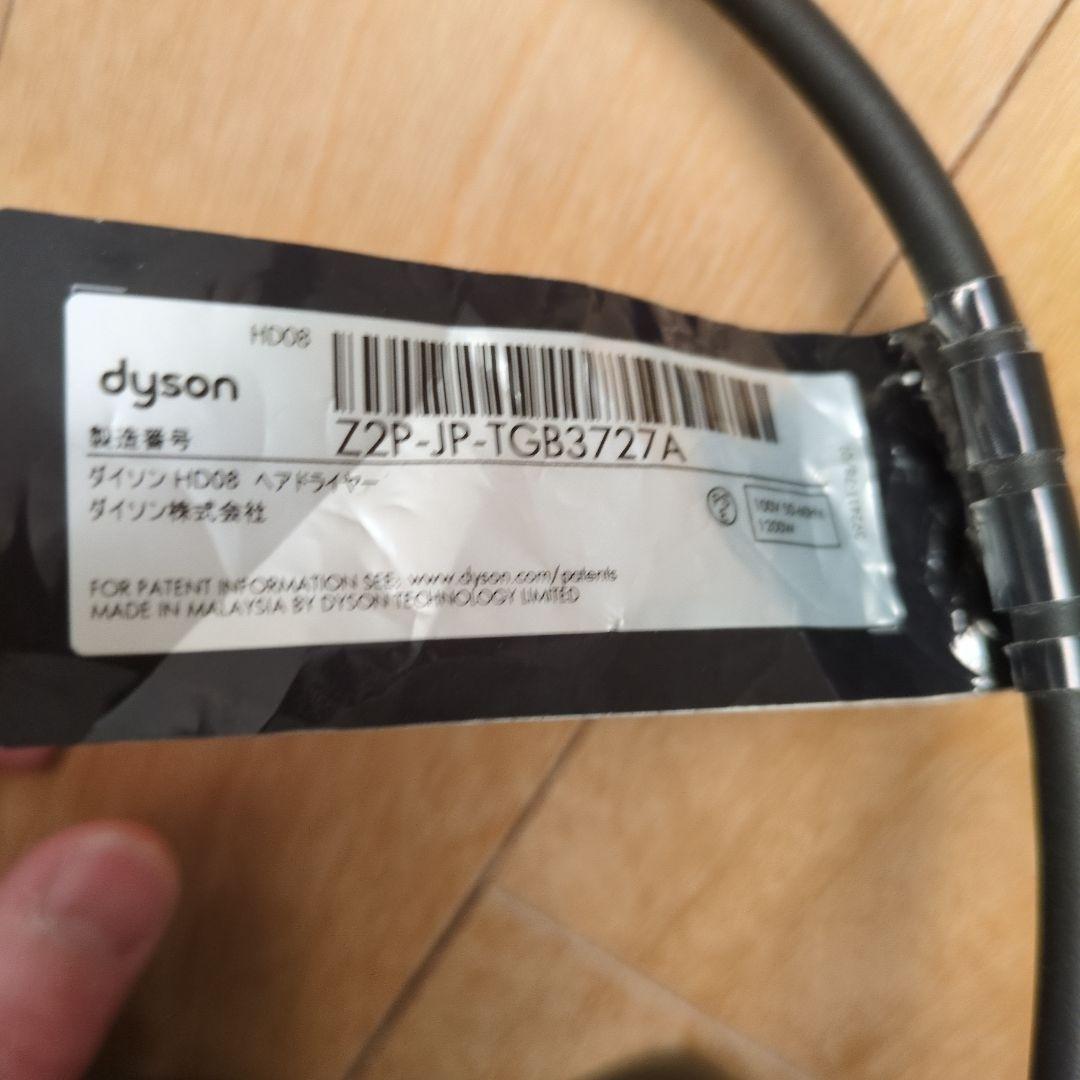 HD08
dyson
製造番号
Z2P-JP-TGB3727A
ダイソン HD08 ヘアドライヤー
ダイソン株式会社
100V 50-60Hz
1200W
FOR PATENT INFORMATION SEE: www.dyson.com/patents
MADE IN MALAYSIA BY DYSON TECHNOLOGY LIMITED